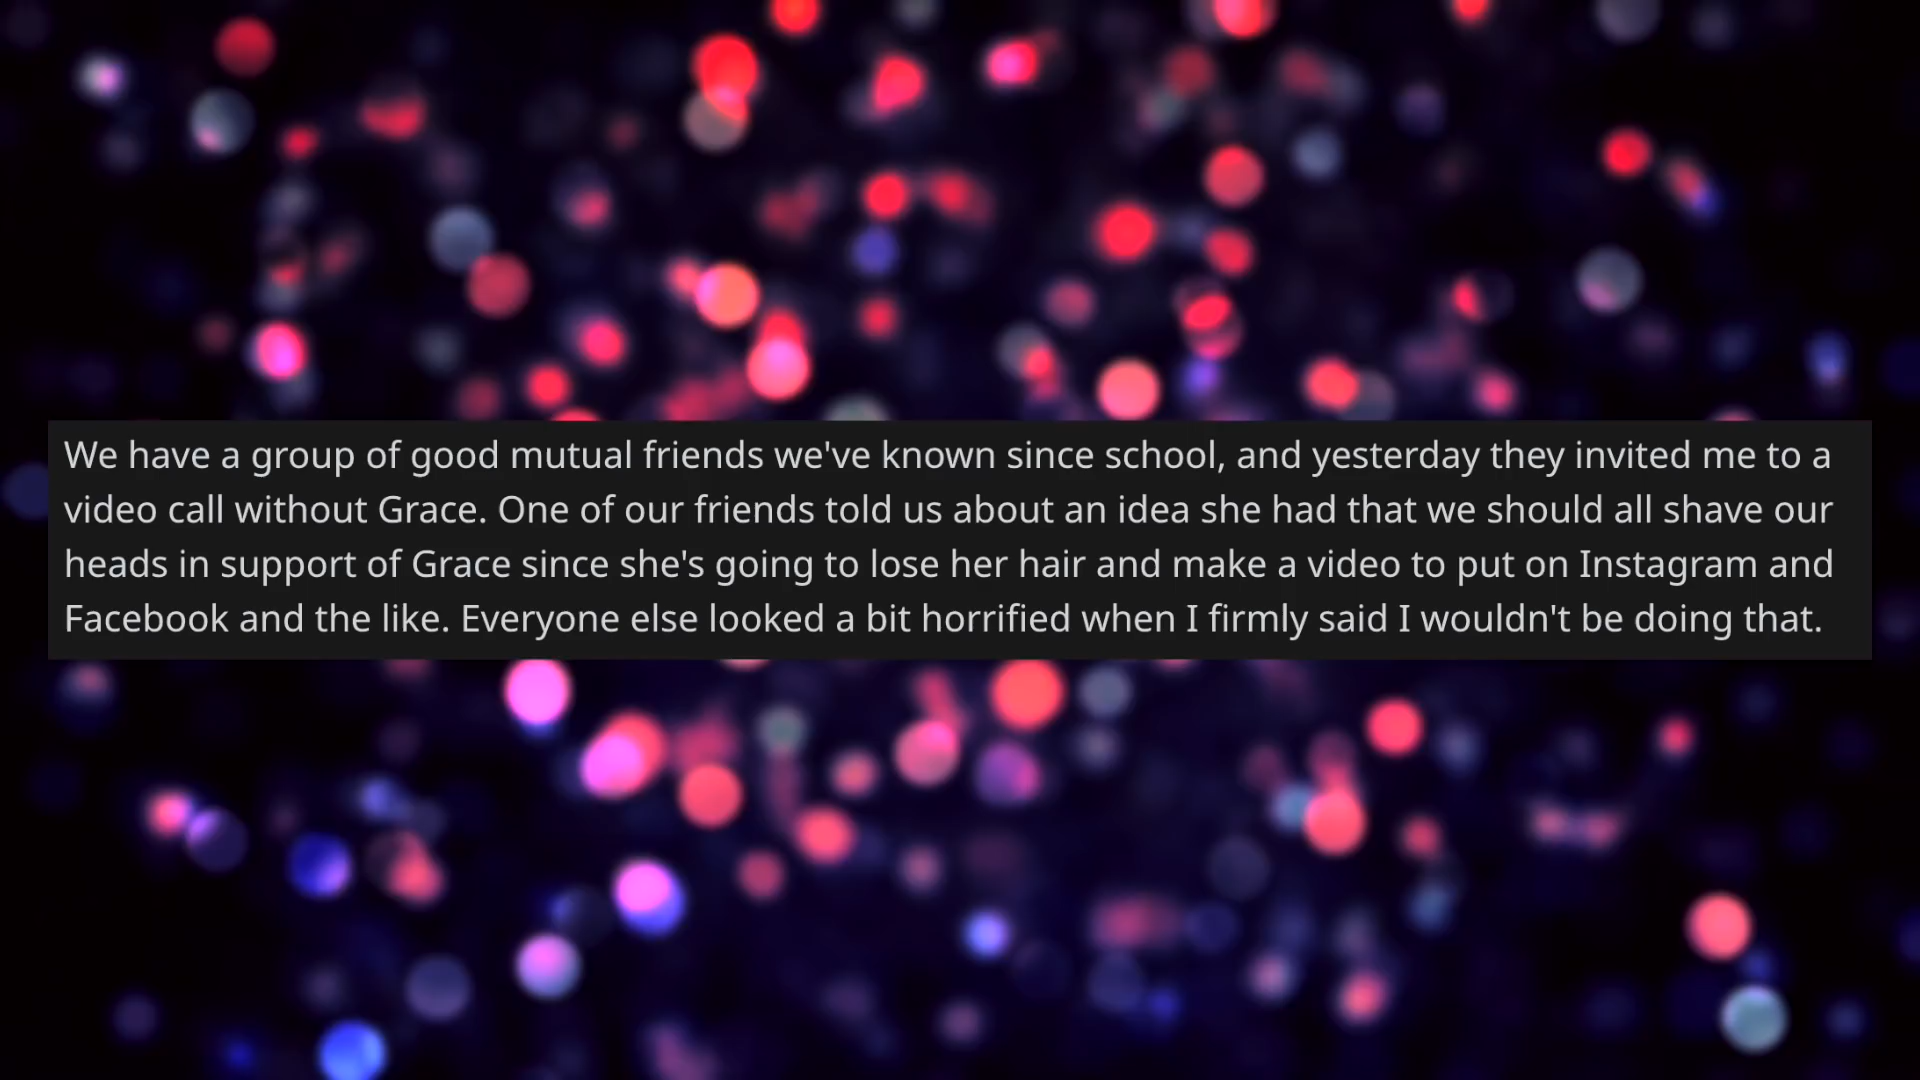 We have a group of good mutual friends we've known since school, and yesterday they invited me to a
video call without Grace. One of our friends told us about an idea she had that we should all shave our
heads in support of Grace since she's going to lose her hair and make a video to put on Instagram and
Facebook and the like. Everyone else looked a bit horrified when I firmly said I wouldn't be doing that.